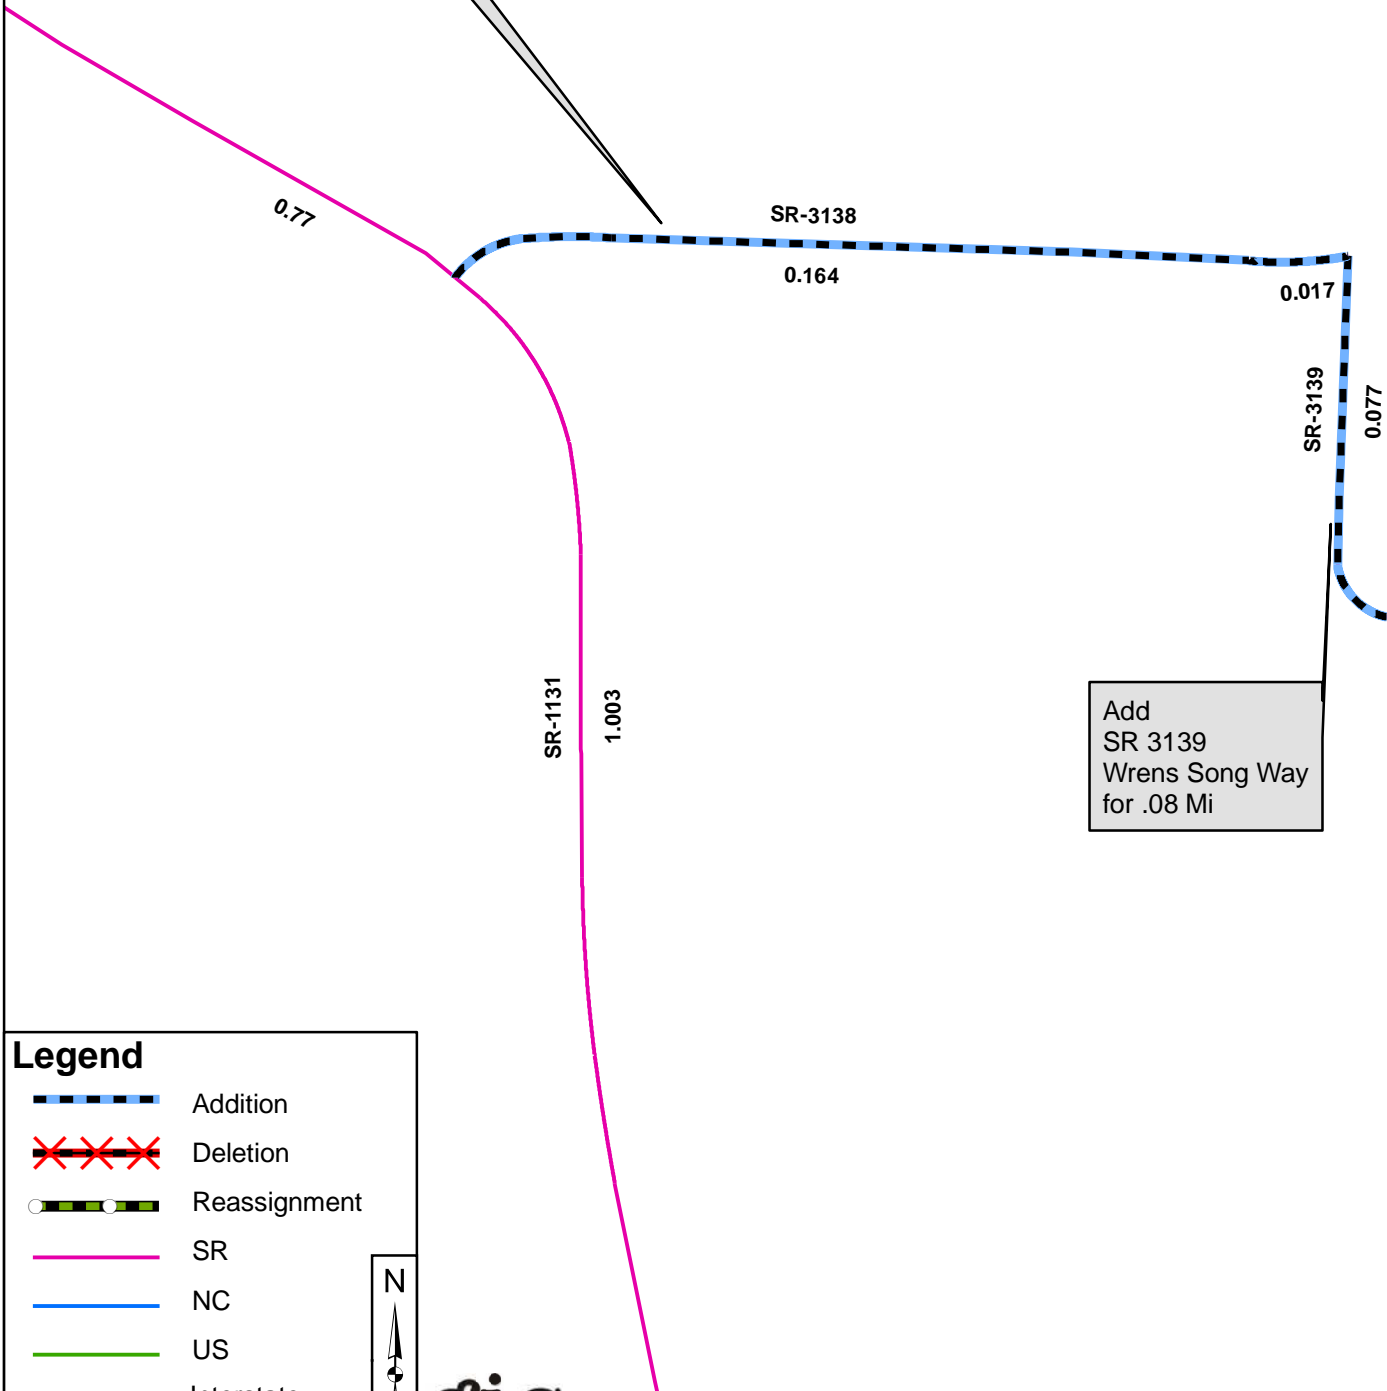 0.77
SR-3138
0.164
0.017
SR-3139
0.077
SR-1131
1.003
Add
SR 3139
Wrens Song Way
for .08 Mi
Legend
Addition
Deletion
Reassignment
SR
NC
US
Interstate
N